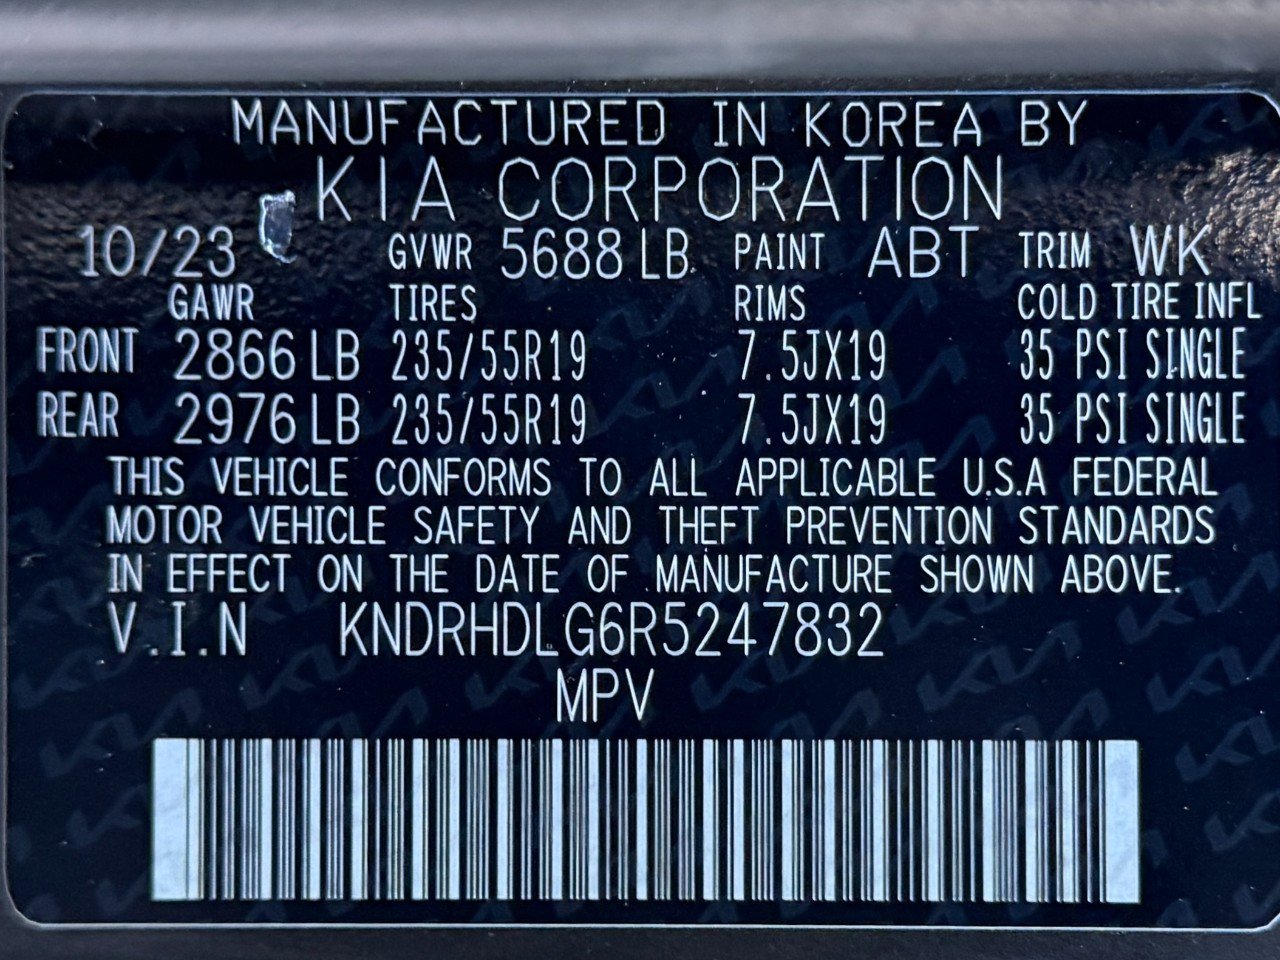 MANUFACTURED IN KOREA BY
KIA CORPORATION
10/23 GVWR 5688 LB PAINT ABT TRIM WK
GAWR TIRES RIMS COLD TIRE INFL
FRONT 2866 LB 235/55R19 7.5JX19 35 PSI SINGLE
REAR 2976 LB 235/55R19 7.5JX19 35 PSI SINGLE
THIS VEHICLE CONFORMS TO ALL APPLICABLE U.S.A FEDERAL
MOTOR VEHICLE SAFETY AND THEFT PREVENTION STANDARDS
IN EFFECT ON THE DATE OF MANUFACTURE SHOWN ABOVE.
V.I.N KNDRHDLG6R5247832
MPV